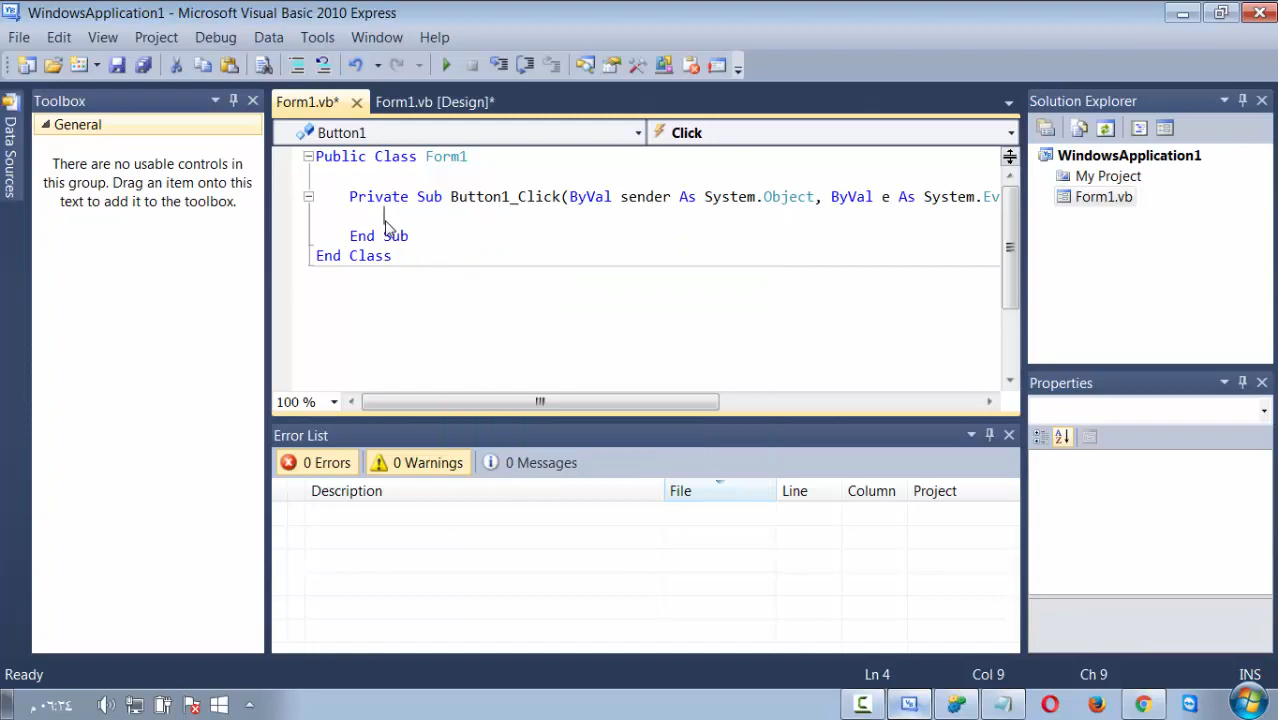 WindowsApplication1 - Microsoft Visual Basic 2010 Express
File Edit View Project Debug Data Tools Window Help
Data Sources
Toolbox
General
There are no usable controls in
this group. Drag an item onto this
text to add it to the toolbox.
Form1.vb* Form1.vb [Design]*
Button1 Click
Public Class Form1
Private Sub Button1_Click(ByVal sender As System.Object, ByVal e As System.Ev
End Sub
End Class
100 %
Error List
0 Errors 0 Warnings 0 Messages
Description File Line Column Project
Solution Explorer
WindowsApplication1
My Project
Form1.vb
Properties
Ready Ln 4 Col 9 Ch 9 INS
٠٦:٢٤ م